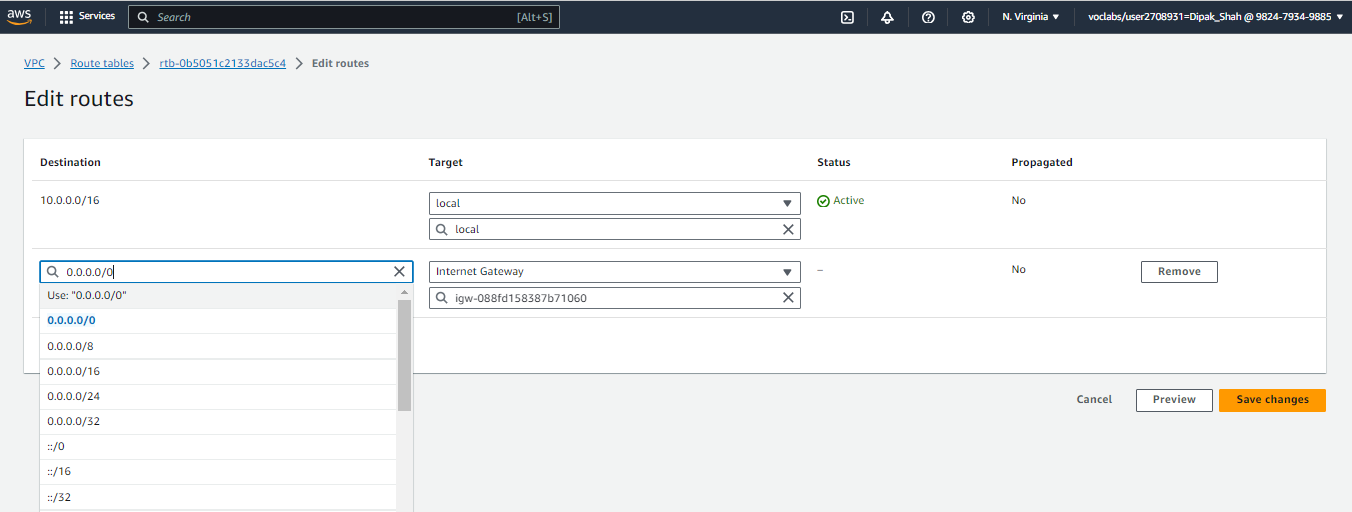 aws Services Search [Alt+S] N. Virginia voclabs/user2708931=Dipak_Shah @ 9824-7934-9885
VPC Route tables rtb-0b5051c2133dac5c4 Edit routes
Edit routes
Destination Target Status Propagated
10.0.0.0/16 local Active No
local
0.0.0.0/0 Internet Gateway – No Remove
Use: "0.0.0.0/0" igw-088fd158387b71060
0.0.0.0/0
0.0.0.0/8
0.0.0.0/16
0.0.0.0/24
0.0.0.0/32
::/0
::/16
::/32
Cancel Preview Save changes